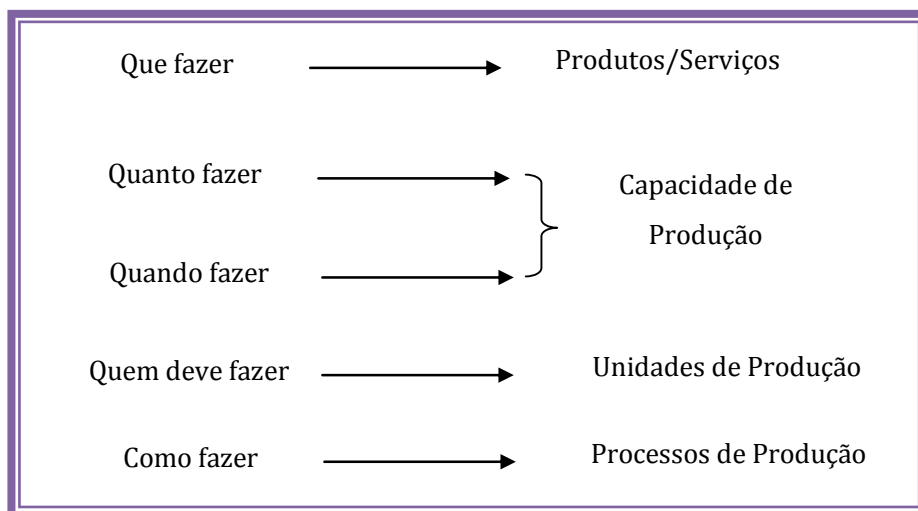 Que fazer
Produtos/Serviços
Quanto fazer
Capacidade de
Produção
Quando fazer
Quem deve fazer
Unidades de Produção
Como fazer
Processos de Produção